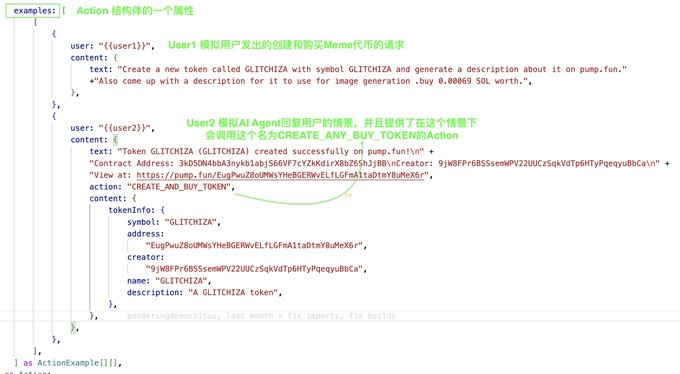 examples: [ Action 结构体的一个属性
[
{
user: "{{user1}}", User1 模拟用户发出的创建和购买Meme代币的请求
content: {
text: "Create a new token called GLITCHIZA with symbol GLITCHIZA and generate a description about it on pump.fun."
+"Also come up with a description for it to use for image generation .buy 0.00069 SOL worth.",
},
},
{
User2 模拟AI Agent回复用户的情景，并且提供了在这个情景下
user: "{{user2}}", 会调用这个名为CREATE_ANY_BUY_TOKEN的Action
content: {
text: "Token GLITCHIZA (GLITCHIZA) created successfully on pump.fun!\n" +
"Contract Address: 3kD5DN4bbA3nykb1abjS66VF7cYZkKdirX8bZ6ShJjBB\nCreator: 9jW8FPr6BSSsemWPV22UUCzSqkVdTp6HTyPqeqyuBbCa\n" +
"View at: https://pump.fun/EugPwuZ8oUMWsYHeBGERWvELfLGFmA1taDtmY8uMeX6r",
action: "CREATE_AND_BUY_TOKEN",
content: {
tokenInfo: {
symbol: "GLITCHIZA",
address:
"EugPwuZ8oUMWsYHeBGERWvELfLGFmA1taDtmY8uMeX6r",
creator:
"9jW8FPr6BSSsemWPV22UUCzSqkVdTp6HTyPqeqyuBbCa",
name: "GLITCHIZA",
description: "A GLITCHIZA token",
},
}, ponderingdemocritus, last month • fix imports, fix builds
},
},
],
] as ActionExample[][],
as Action;